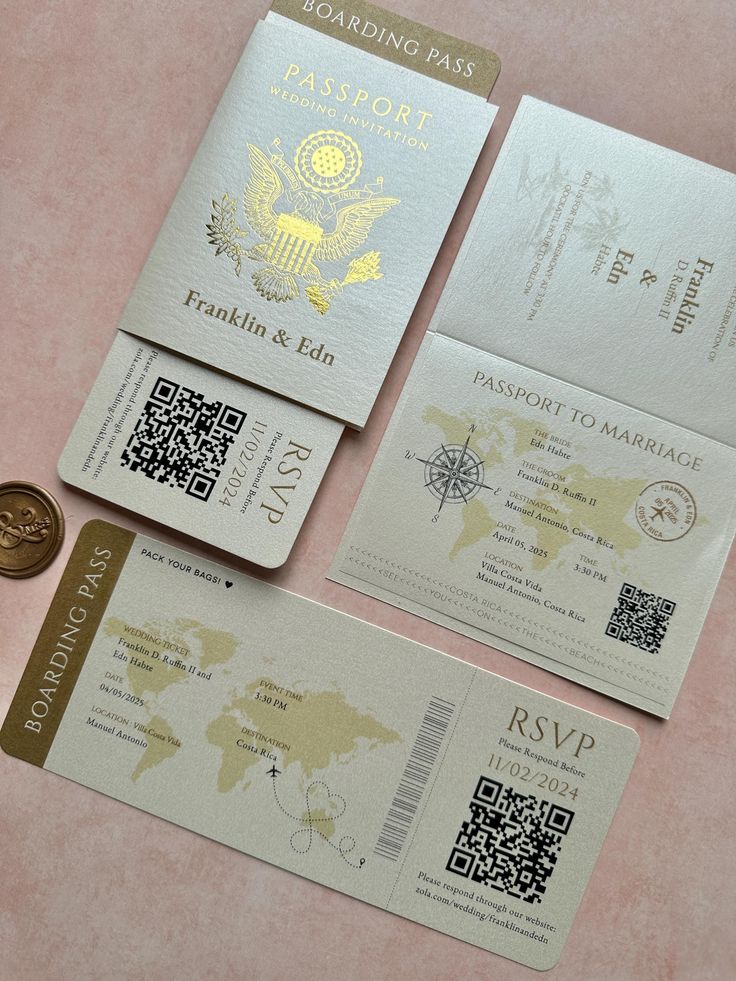 BOARDING PASS
PASSPORT
WEDDING INVITATION
UNUM
Franklin & Edn
RSVP
Please Respond Before
11/02/2024
Please respond through our website:
zola.com/wedding/franklinandedn
CELEBRATION OF
Franklin
D. Ruffin II
&
Edn
Habte
JOIN US FOR THE CEREMONY AT 3:30 PM
COCKTAIL HOUR TO FOLLOW
PASSPORT TO MARRIAGE
N
W
E
S
THE BRIDE
Edn Habte
THE GROOM
Franklin D. Ruffin II
DESTINATION
Manuel Antonio, Costa Rica
DATE
April 05, 2025
TIME
3:30 PM
LOCATION
Villa Costa Vida
Manuel Antonio, Costa Rica
FRANKLIN & EDN
APRIL
05
2025
COSTA RICA
COSTA RICA
SEE YOU ON THE BEACH
&
BOARDING PASS
PACK YOUR BAGS! ♥
WEDDING TICKET
Franklin D. Ruffin II and
Edn Habte
DATE
04/05/2025
LOCATION : Villa Costa Vida
Manuel Antonio
EVENT TIME
3:30 PM
DESTINATION
Costa Rica
RSVP
Please Respond Before
11/02/2024
Please respond through our website:
zola.com/wedding/franklinandedn